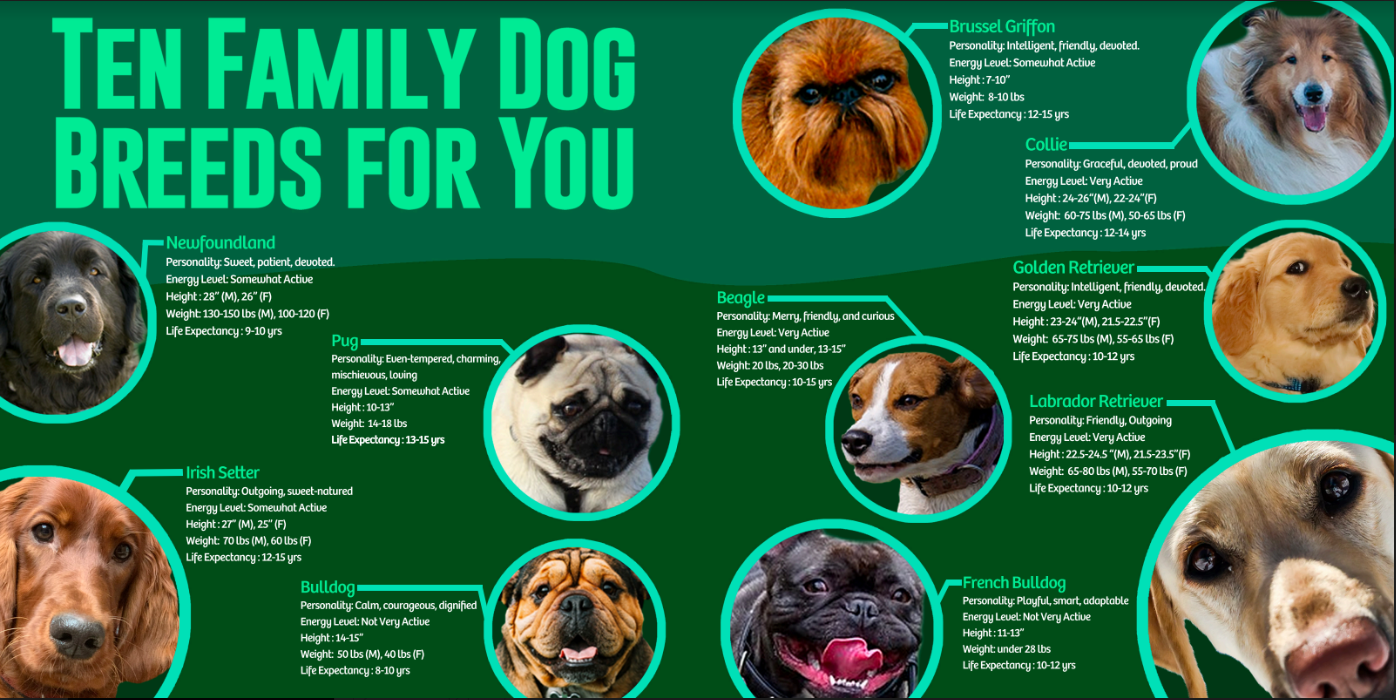 TEN FAMILY DOG
BREEDS FOR YOU
Brussel Griffon
Personality: Intelligent, friendly, devoted.
Energy Level: Somewhat Active
Height : 7-10"
Weight: 8-10 lbs
Life Expectancy : 12-15 yrs
Collie
Personality: Graceful, devoted, proud
Energy Level: Very Active
Height : 24-26"(M), 22-24"(F)
Weight: 60-75 lbs (M), 50-65 lbs (F)
Life Expectancy : 12-14 yrs
Newfoundland
Personality: Sweet, patient, devoted.
Energy Level: Somewhat Active
Height : 28" (M), 26" (F)
Weight: 130-150 lbs (M), 100-120 (F)
Life Expectancy : 9-10 yrs
Golden Retriever
Personality: Intelligent, friendly, devoted.
Energy Level: Very Active
Height : 23-24"(M), 21.5-22.5"(F)
Weight: 65-75 lbs (M), 55-65 lbs (F)
Life Expectancy : 10-12 yrs
Beagle
Personality: Merry, friendly, and curious
Energy Level: Very Active
Height : 13" and under, 13-15"
Weight: 20 lbs, 20-30 lbs
Life Expectancy : 10-15 yrs
Pug
Personality: Even-tempered, charming,
mischievous, loving
Energy Level: Somewhat Active
Height : 10-13"
Weight: 14-18 lbs
Life Expectancy : 13-15 yrs
Labrador Retriever
Personality: Friendly, Outgoing
Energy Level: Very Active
Height : 22.5-24.5 "(M), 21.5-23.5"(F)
Weight: 65-80 lbs (M), 55-70 lbs (F)
Life Expectancy : 10-12 yrs
Irish Setter
Personality: Outgoing, sweet-natured
Energy Level: Somewhat Active
Height : 27" (M), 25" (F)
Weight: 70 lbs (M), 60 lbs (F)
Life Expectancy : 12-15 yrs
Bulldog
Personality: Calm, courageous, dignified
Energy Level: Not Very Active
Height : 14-15"
Weight: 50 lbs (M), 40 lbs (F)
Life Expectancy : 8-10 yrs
French Bulldog
Personality: Playful, smart, adaptable
Energy Level: Not Very Active
Height : 11-13"
Weight: under 28 lbs
Life Expectancy : 10-12 yrs